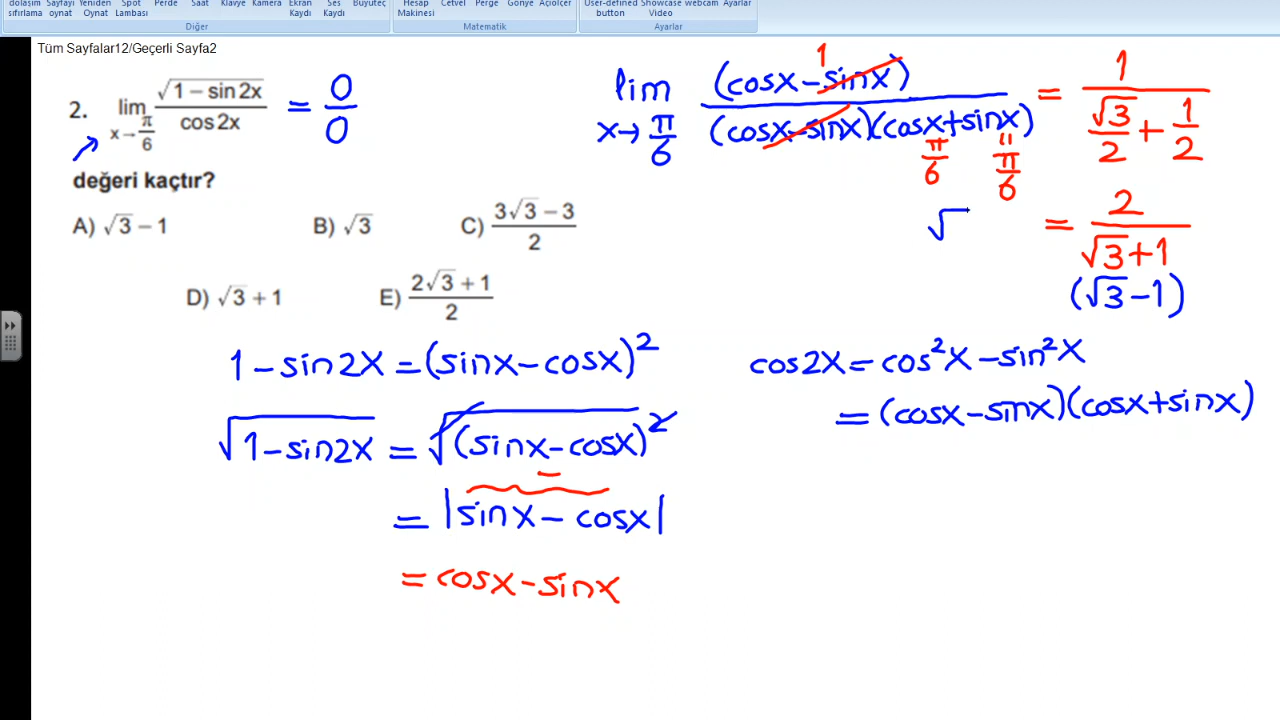 dolaşım Sayfayı Yeniden Spot Perde Saat Klavye Kamera Ekran Ses Büyüteç Hesap Cetvel Perge Gönye Açıölçer User-defined Showcase webcam Ayarlar
sıfırlama oynat Oynat Lambası Kaydı Kaydı Makinesi button Video
Diğer Matematik Ayarlar
Tüm Sayfalar12/Geçerli Sayfa2
2. lim x→π/6 √(1 – sin 2x) / cos 2x = 0/0
değeri kaçtır?
A) √3 – 1 B) √3 C) (3√3 – 3)/2
D) √3 + 1 E) (2√3 + 1)/2
1 – sin2x = (sinx – cosx)²
√(1 – sin2x) = √(sinx – cosx)²
=
= |sinx – cosx|
= cosx – sinx
lim x→π/6 (cosx – sinx) / (cosx – sinx)(cosx + sinx) = 1 / (√3/2 + 1/2)
1
π/6 " π/6
√ = 2 / (√3 + 1)
(√3 – 1)
cos2x = cos²x – sin²x
= (cosx – sinx)(cosx + sinx)